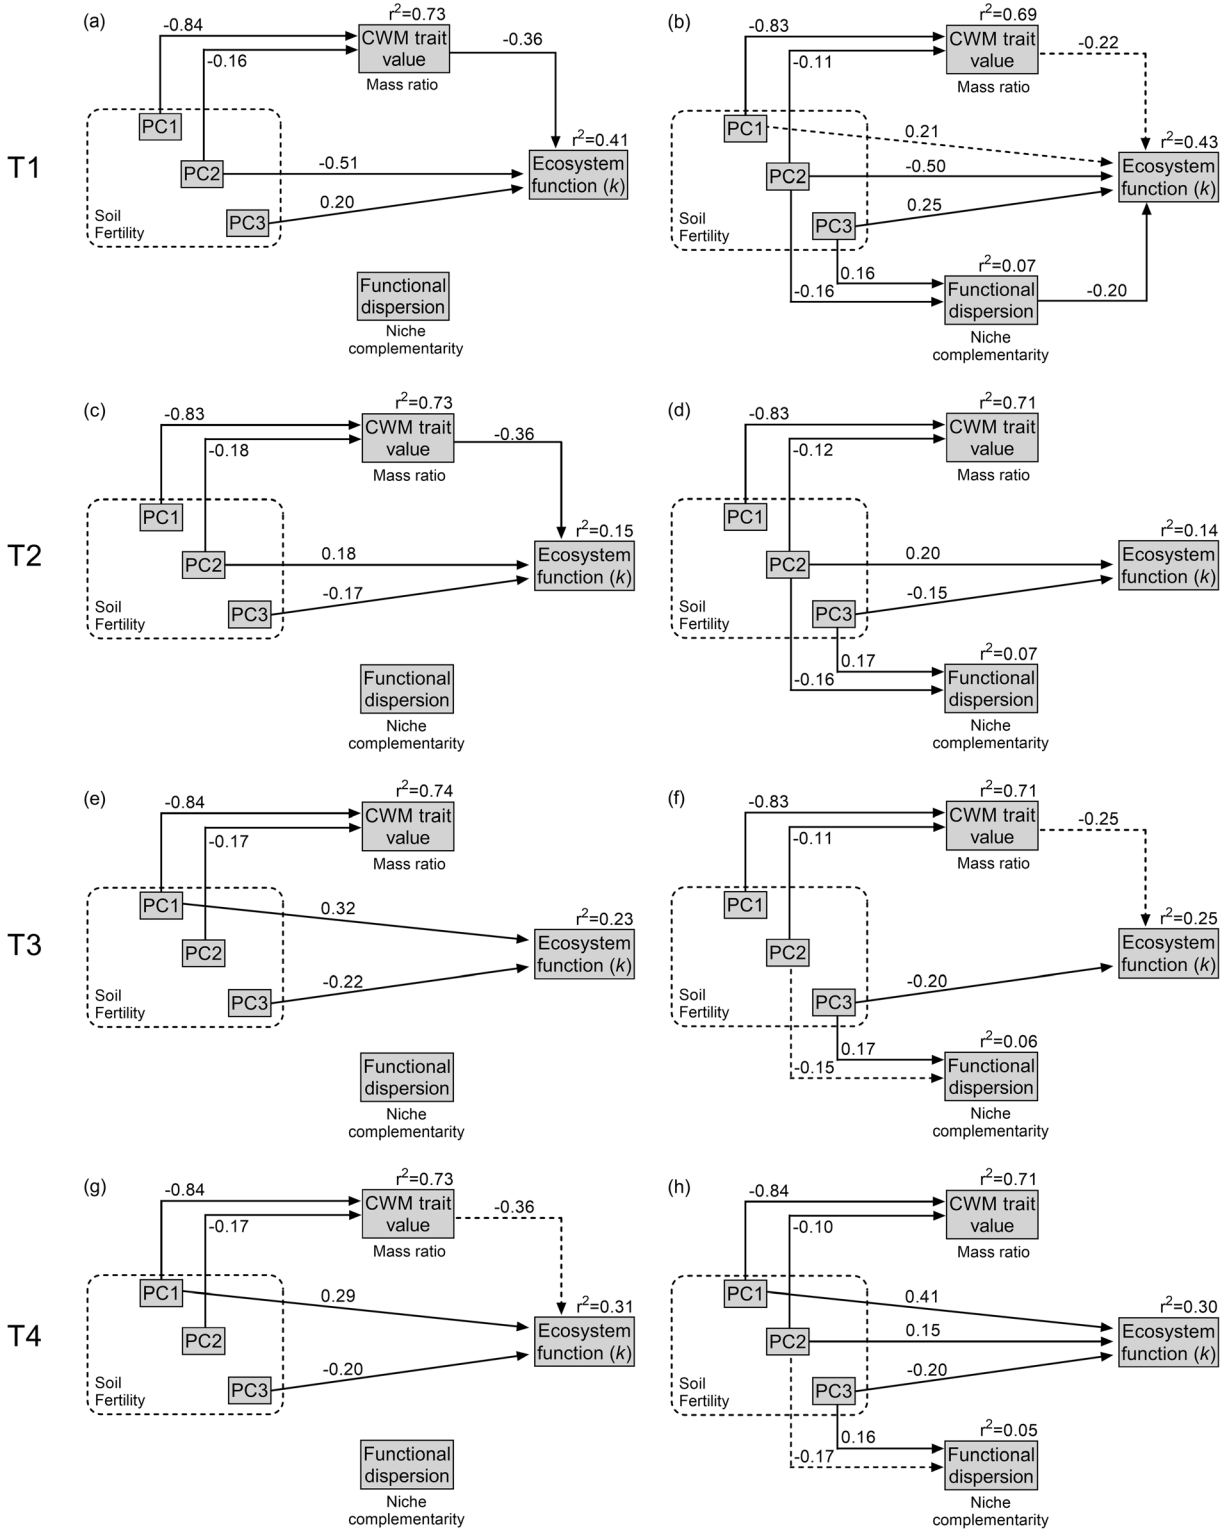 T1
(a)
r²=0.73
-0.84
CWM trait
value
-0.36
-0.16
Mass ratio
PC1
r²=0.41
PC2
-0.51
Ecosystem
function (k)
0.20
PC3
Soil
Fertility
Functional
dispersion
Niche
complementarity
(b)
r²=0.69
-0.83
CWM trait
value
-0.22
-0.11
Mass ratio
PC1
0.21
r²=0.43
PC2
-0.50
Ecosystem
function (k)
0.25
PC3
Soil
Fertility
r²=0.07
0.16
-0.16
Functional
dispersion
-0.20
Niche
complementarity
T2
(c)
r²=0.73
-0.83
CWM trait
value
-0.36
-0.18
Mass ratio
PC1
r²=0.15
PC2
0.18
Ecosystem
function (k)
-0.17
PC3
Soil
Fertility
Functional
dispersion
Niche
complementarity
(d)
r²=0.71
-0.83
CWM trait
value
-0.12
Mass ratio
PC1
r²=0.14
PC2
0.20
Ecosystem
function (k)
-0.15
PC3
Soil
Fertility
r²=0.07
0.17
-0.16
Functional
dispersion
Niche
complementarity
T3
(e)
r²=0.74
-0.84
CWM trait
value
-0.17
Mass ratio
PC1
0.32
r²=0.23
PC2
Ecosystem
function (k)
-0.22
PC3
Soil
Fertility
Functional
dispersion
Niche
complementarity
(f)
r²=0.71
-0.83
CWM trait
value
-0.25
-0.11
Mass ratio
PC1
r²=0.25
PC2
Ecosystem
function (k)
-0.20
PC3
Soil
Fertility
r²=0.06
0.17
-0.15
Functional
dispersion
Niche
complementarity
T4
(g)
r²=0.73
-0.84
CWM trait
value
-0.36
-0.17
Mass ratio
PC1
0.29
r²=0.31
PC2
Ecosystem
function (k)
-0.20
PC3
Soil
Fertility
Functional
dispersion
Niche
complementarity
(h)
r²=0.71
-0.84
CWM trait
value
-0.10
Mass ratio
PC1
0.41
r²=0.30
PC2
0.15
Ecosystem
function (k)
-0.20
PC3
Soil
Fertility
r²=0.05
0.16
-0.17
Functional
dispersion
Niche
complementarity